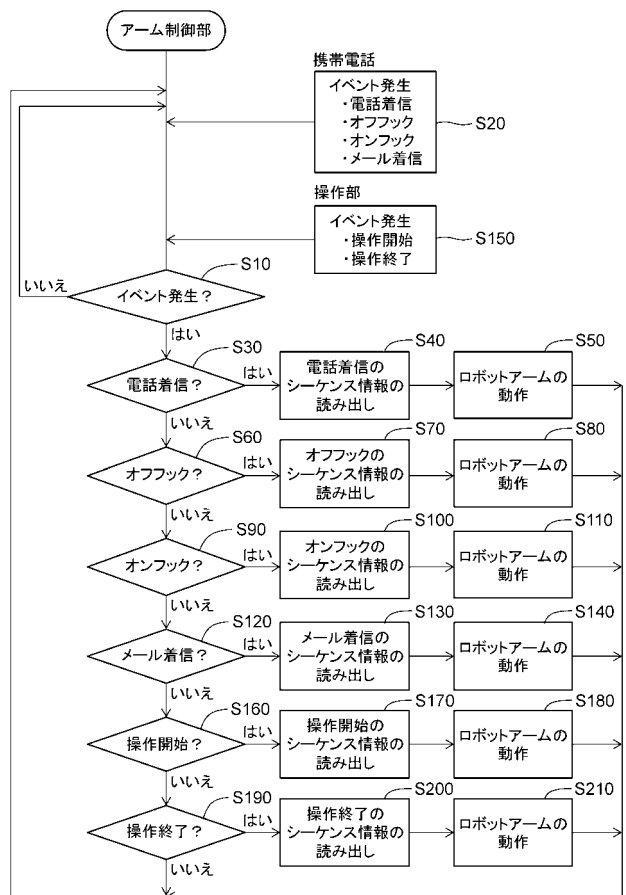 アーム制御部
携帯電話
イベント発生
・電話着信
・オフフック
・オンフック
・メール着信
S20
操作部
イベント発生
・操作開始
・操作終了
S150
S10
いいえ
イベント発生？
はい
S30
電話着信？
はい
S40
電話着信の
シーケンス情報の
読み出し
S50
ロボットアームの
動作
いいえ
S60
オフフック？
はい
S70
オフフックの
シーケンス情報の
読み出し
S80
ロボットアームの
動作
いいえ
S90
オンフック？
はい
S100
オンフックの
シーケンス情報の
読み出し
S110
ロボットアームの
動作
いいえ
S120
メール着信？
はい
S130
メール着信の
シーケンス情報の
読み出し
S140
ロボットアームの
動作
いいえ
S160
操作開始？
はい
S170
操作開始の
シーケンス情報の
読み出し
S180
ロボットアームの
動作
いいえ
S190
操作終了？
はい
S200
操作終了の
シーケンス情報の
読み出し
S210
ロボットアームの
動作
いいえ